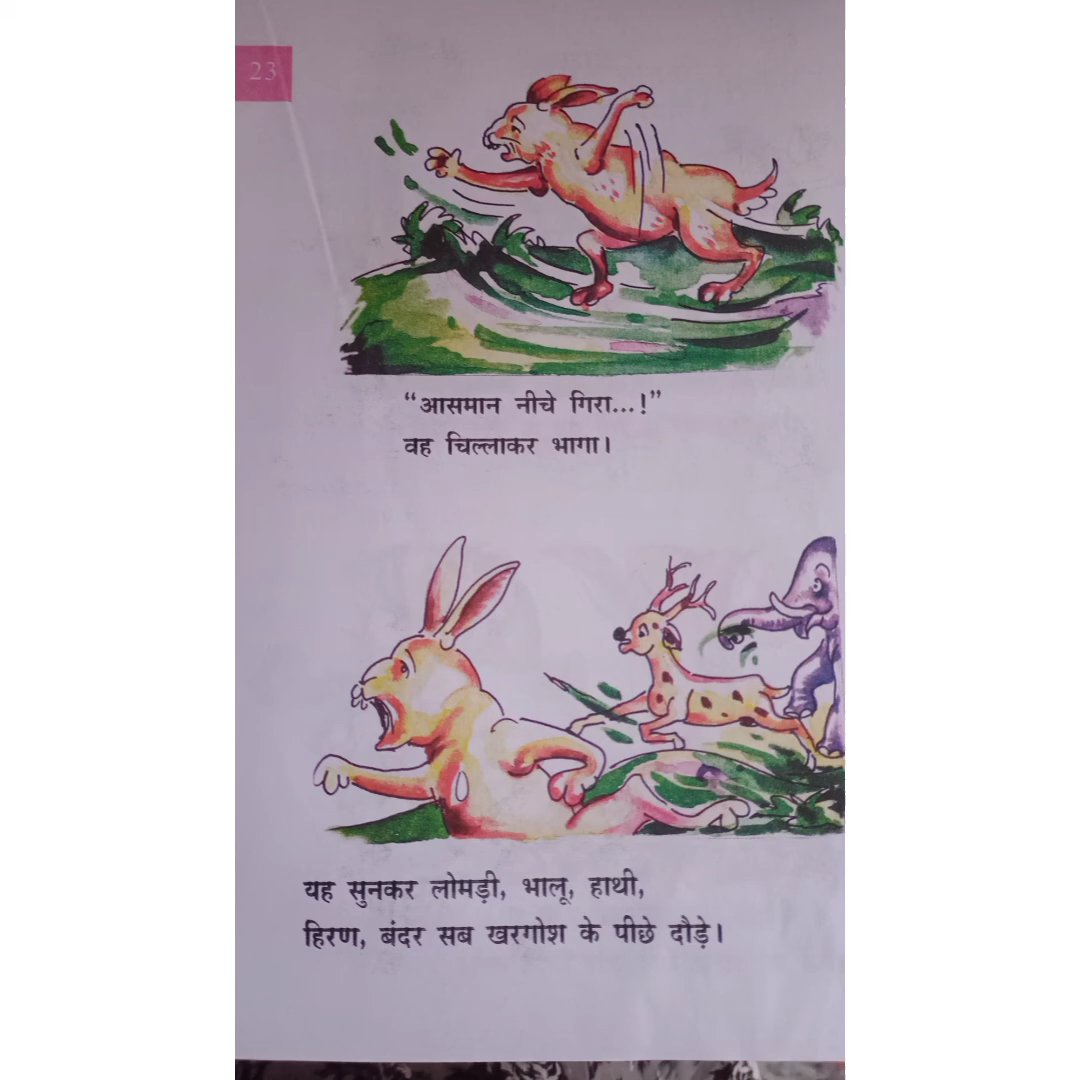 23
“आसमान नीचे गिरा...!”
वह चिल्लाकर भागा।
यह सुनकर लोमड़ी, भालू, हाथी,
हिरण, बंदर सब खरगोश के पीछे दौड़े।